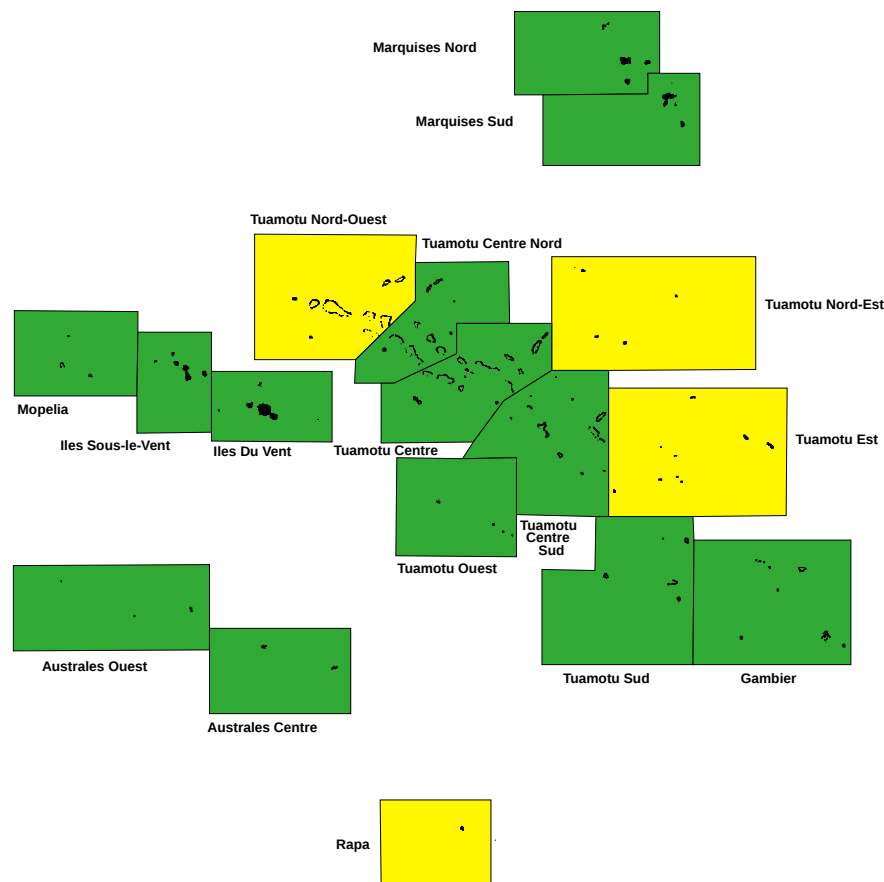 Marquises Nord
Marquises Sud
Tuamotu Nord-Ouest
Tuamotu Centre Nord
Tuamotu Nord-Est
Mopelia
Iles Sous-le-Vent
Iles Du Vent
Tuamotu Centre
Tuamotu Est
Tuamotu
Centre
Sud
Tuamotu Ouest
Australes Ouest
Tuamotu Sud
Gambier
Australes Centre
Rapa